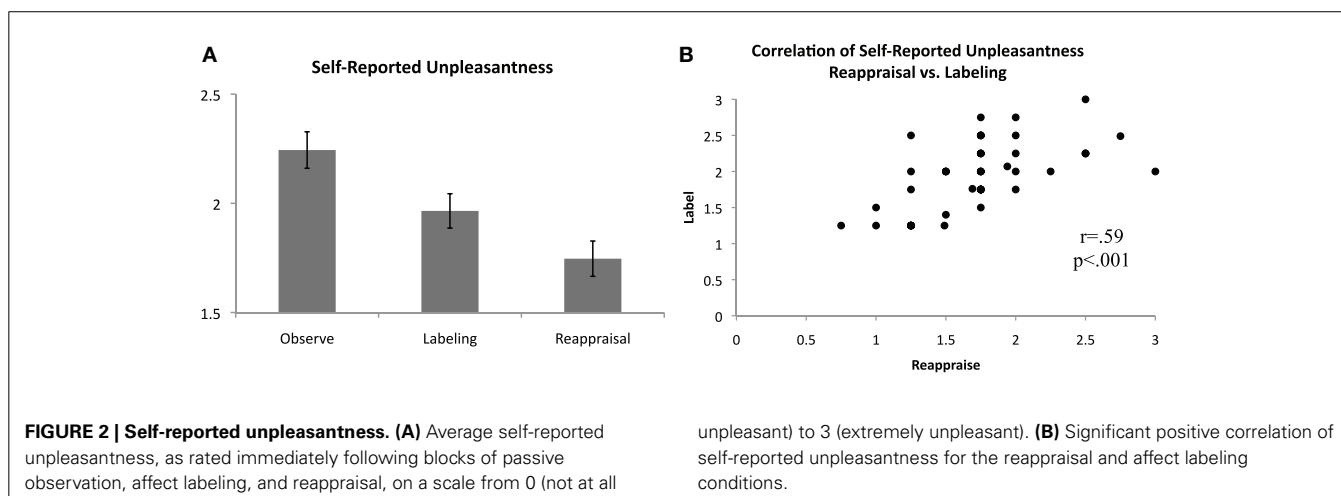 A
Self-Reported Unpleasantness
2.5
2
1.5
Observe Labeling Reappraisal
B
Correlation of Self-Reported Unpleasantness
Reappraisal vs. Labeling
3
2.5
2
1.5
1
0.5
0
Label
r=.59
p<.001
0 0.5 1 1.5 2 2.5 3
Reappraise
FIGURE 2 | Self-reported unpleasantness. (A) Average self-reported
unpleasantness, as rated immediately following blocks of passive
observation, affect labeling, and reappraisal, on a scale from 0 (not at all
unpleasant) to 3 (extremely unpleasant). (B) Significant positive correlation of
self-reported unpleasantness for the reappraisal and affect labeling
conditions.